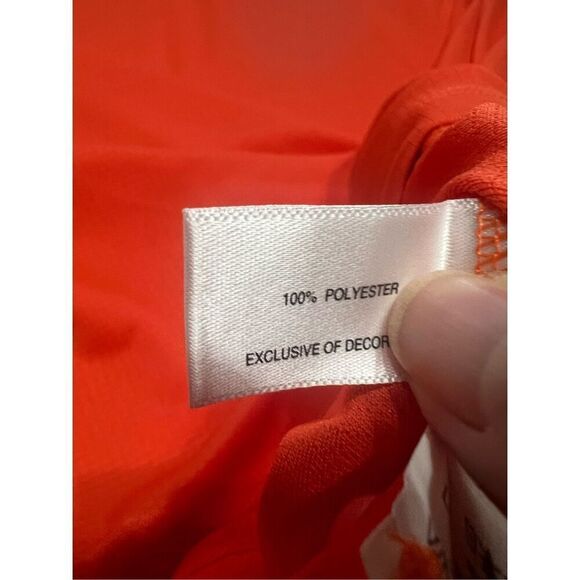 100% POLYESTER
EXCLUSIVE OF DECOR